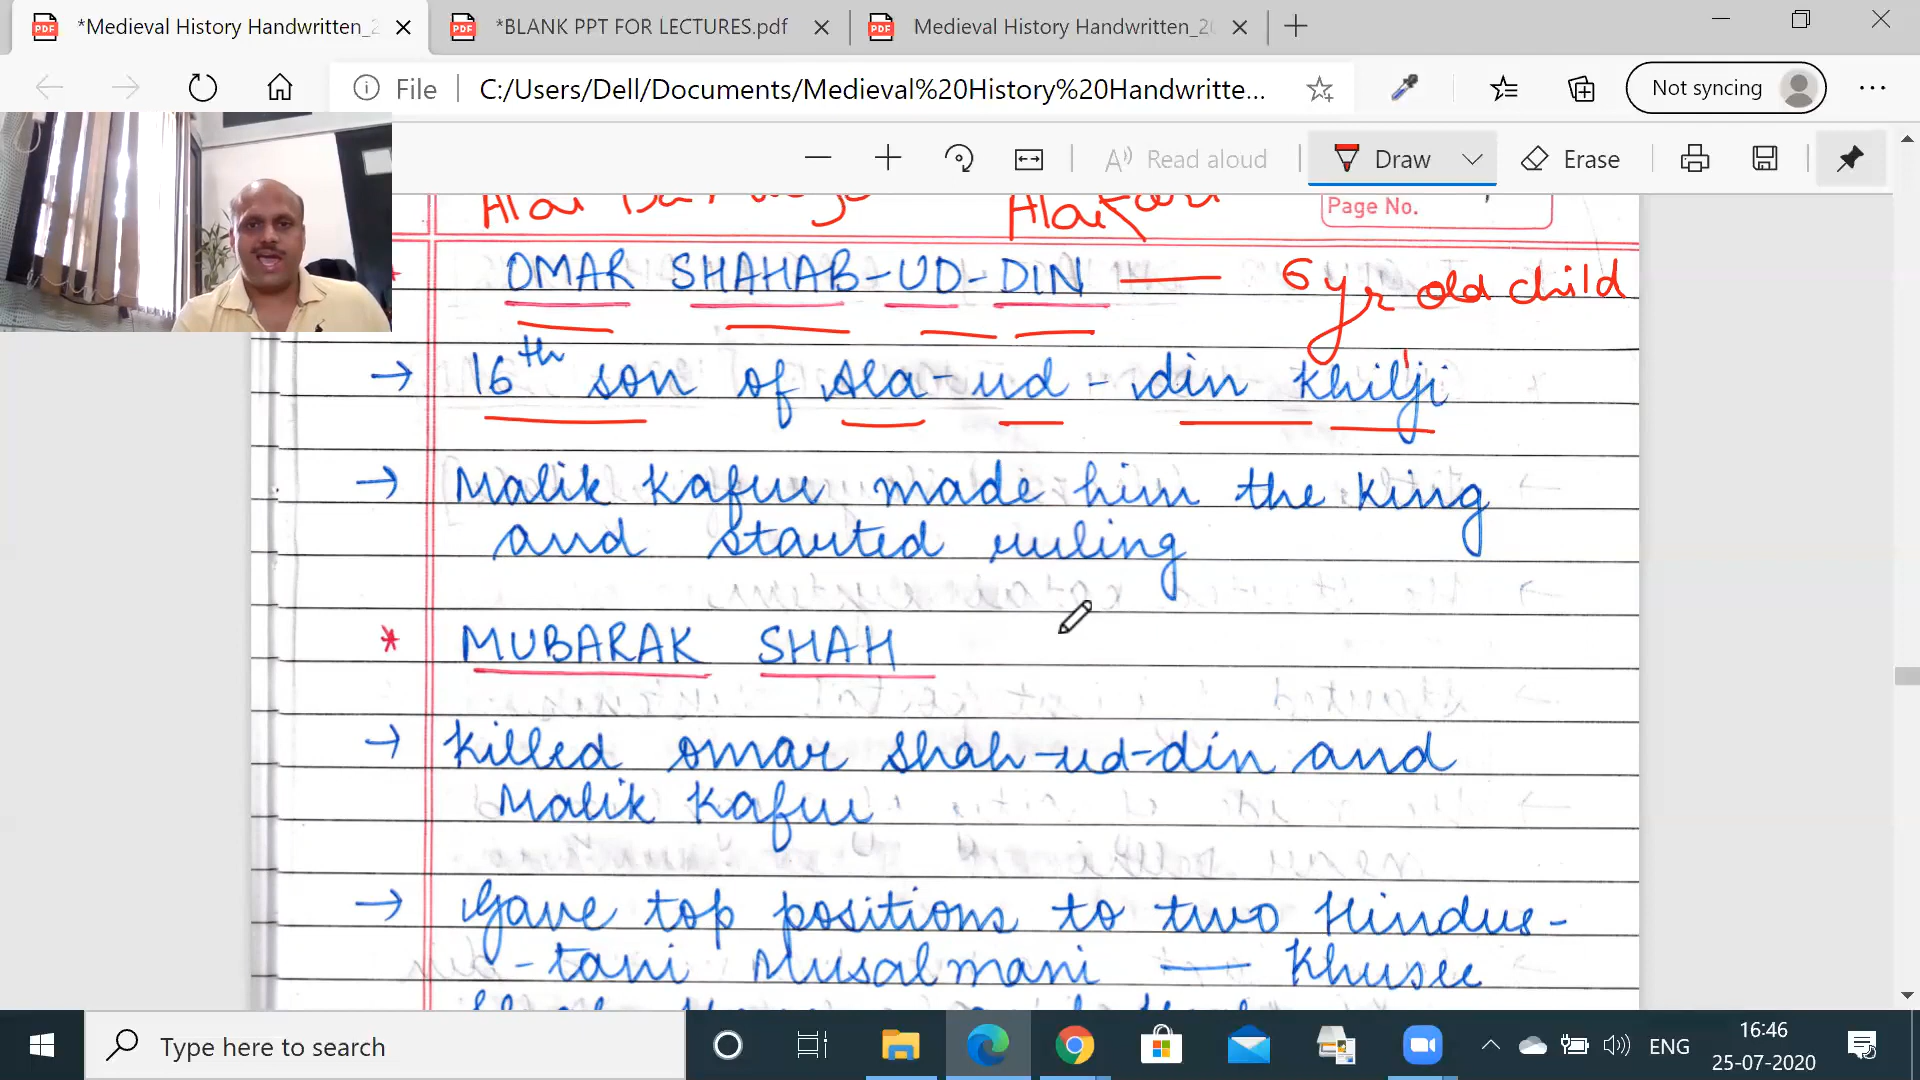 *Medieval History Handwritten_2
*BLANK PPT FOR LECTURES.pdf
Medieval History Handwritten_20
File
C:/Users/Dell/Documents/Medieval%20History%20Handwritte...
Not syncing
Read aloud
Draw
Erase
Page No.
OMAR SHAHAB-UD-DIN — 6 yr old child
→ 16th son of Ala-ud-din Khilji
→ Malik Kafur made him the King
and started ruling
* MUBARAK SHAH
→ Killed Omar Shah-ud-din and
Malik Kafur
→ Gave top positions to two Hindus-
-tani Musalmani — Khusee
Type here to search
ENG
16:46
25-07-2020